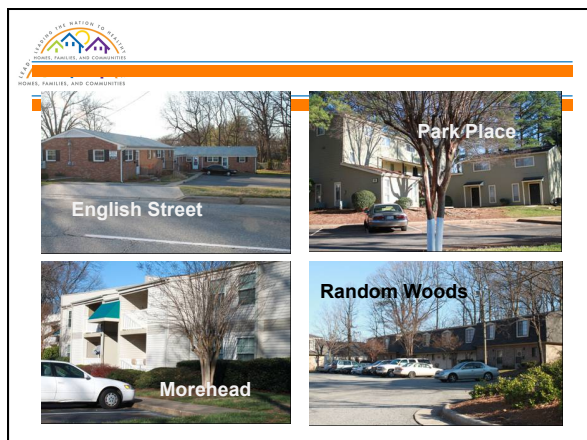 LEADING THE NATION TO HEALTHY
HOMES, FAMILIES, AND COMMUNITIES
LEAD
HOMES, FAMILIES, AND COMMUNITIES
English Street
Park Place
Morehead
Random Woods